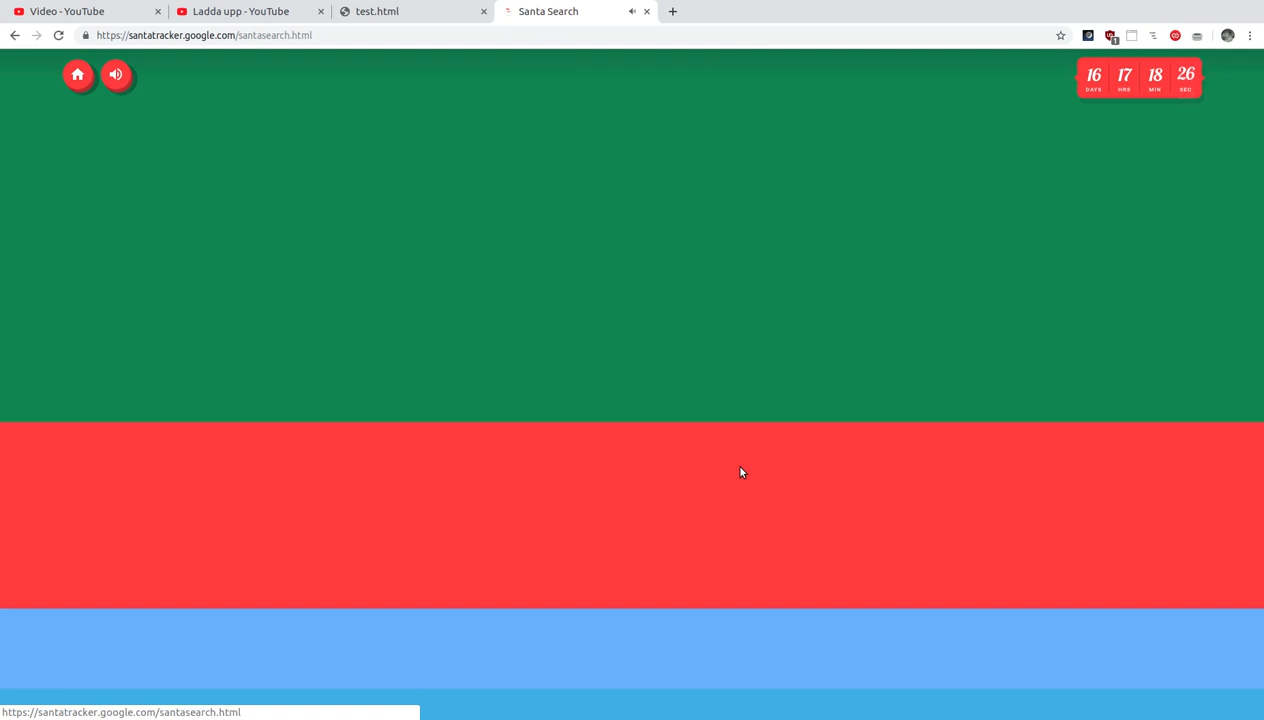 Video - YouTube
Ladda upp - YouTube
test.html
Santa Search
https://santatracker.google.com/santasearch.html
1
16 17 18 26
DAYS HRS MIN SEC
https://santatracker.google.com/santasearch.html